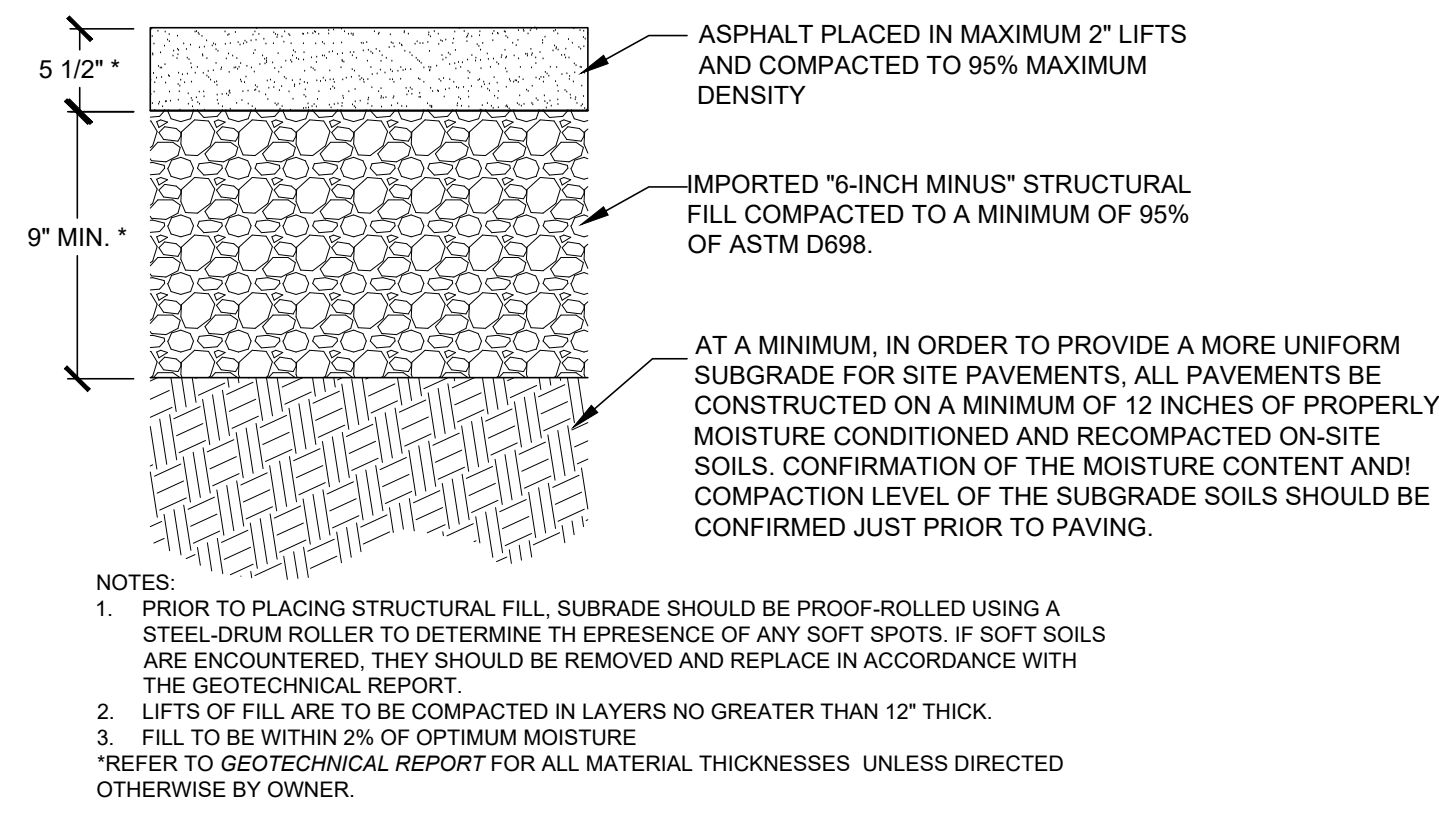 5 1/2" *
ASPHALT PLACED IN MAXIMUM 2" LIFTS
AND COMPACTED TO 95% MAXIMUM
DENSITY
9" MIN. *
IMPORTED "6-INCH MINUS" STRUCTURAL
FILL COMPACTED TO A MINIMUM OF 95%
OF ASTM D698.
AT A MINIMUM, IN ORDER TO PROVIDE A MORE UNIFORM
SUBGRADE FOR SITE PAVEMENTS, ALL PAVEMENTS BE
CONSTRUCTED ON A MINIMUM OF 12 INCHES OF PROPERLY
MOISTURE CONDITIONED AND RECOMPACTED ON-SITE
SOILS. CONFIRMATION OF THE MOISTURE CONTENT AND!
COMPACTION LEVEL OF THE SUBGRADE SOILS SHOULD BE
CONFIRMED JUST PRIOR TO PAVING.
NOTES:
1. PRIOR TO PLACING STRUCTURAL FILL, SUBRADE SHOULD BE PROOF-ROLLED USING A
STEEL-DRUM ROLLER TO DETERMINE TH EPRESENCE OF ANY SOFT SPOTS. IF SOFT SOILS
ARE ENCOUNTERED, THEY SHOULD BE REMOVED AND REPLACE IN ACCORDANCE WITH
THE GEOTECHNICAL REPORT.
2. LIFTS OF FILL ARE TO BE COMPACTED IN LAYERS NO GREATER THAN 12" THICK.
3. FILL TO BE WITHIN 2% OF OPTIMUM MOISTURE
*REFER TO GEOTECHNICAL REPORT FOR ALL MATERIAL THICKNESSES UNLESS DIRECTED
OTHERWISE BY OWNER.